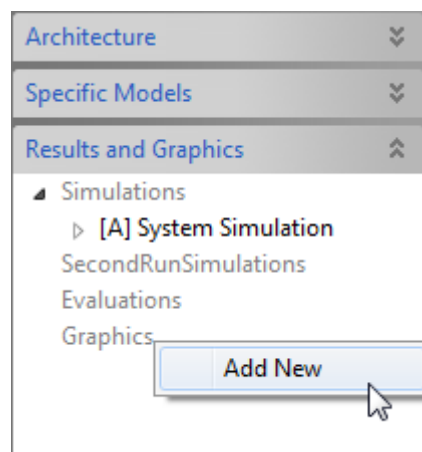 Architecture
Specific Models
Results and Graphics
Simulations
[A] System Simulation
SecondRunSimulations
Evaluations
Graphics
Add New